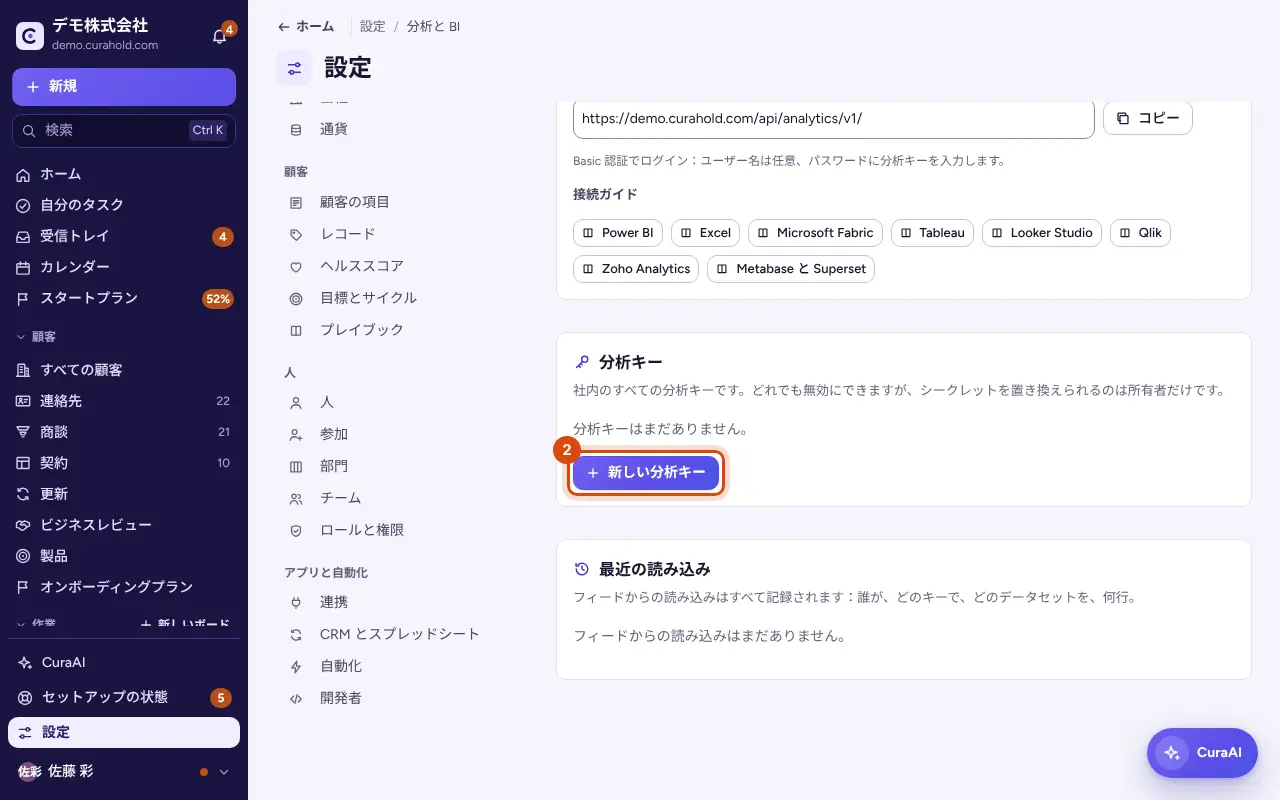 デモ株式会社
demo.curahold.com
4
新規
検索
Ctrl K
ホーム
自分のタスク
受信トレイ
4
カレンダー
スタートプラン
52%
顧客
すべての顧客
連絡先
22
商談
21
契約
10
更新
ビジネスレビュー
製品
オンボーディングプラン
作業
新しいボード
CuraAI
セットアップの状態
5
設定
佐彩
佐藤 彩
ホーム
設定 / 分析と BI
設定
通貨
顧客
顧客の項目
レコード
ヘルススコア
目標とサイクル
プレイブック
人
人
参加
部門
チーム
ロールと権限
アプリと自動化
連携
CRM とスプレッドシート
自動化
開発者
https://demo.curahold.com/api/analytics/v1/
コピー
Basic 認証でログイン：ユーザー名は任意、パスワードに分析キーを入力します。
接続ガイド
Power BI
Excel
Microsoft Fabric
Tableau
Looker Studio
Qlik
Zoho Analytics
Metabase と Superset
分析キー
社内のすべての分析キーです。どれでも無効にできますが、シークレットを置き換えられるのは所有者だけです。
分析キーはまだありません。
2
新しい分析キー
最近の読み込み
フィードからの読み込みはすべて記録されます：誰が、どのキーで、どのデータセットを、何行。
フィードからの読み込みはまだありません。
CuraAI